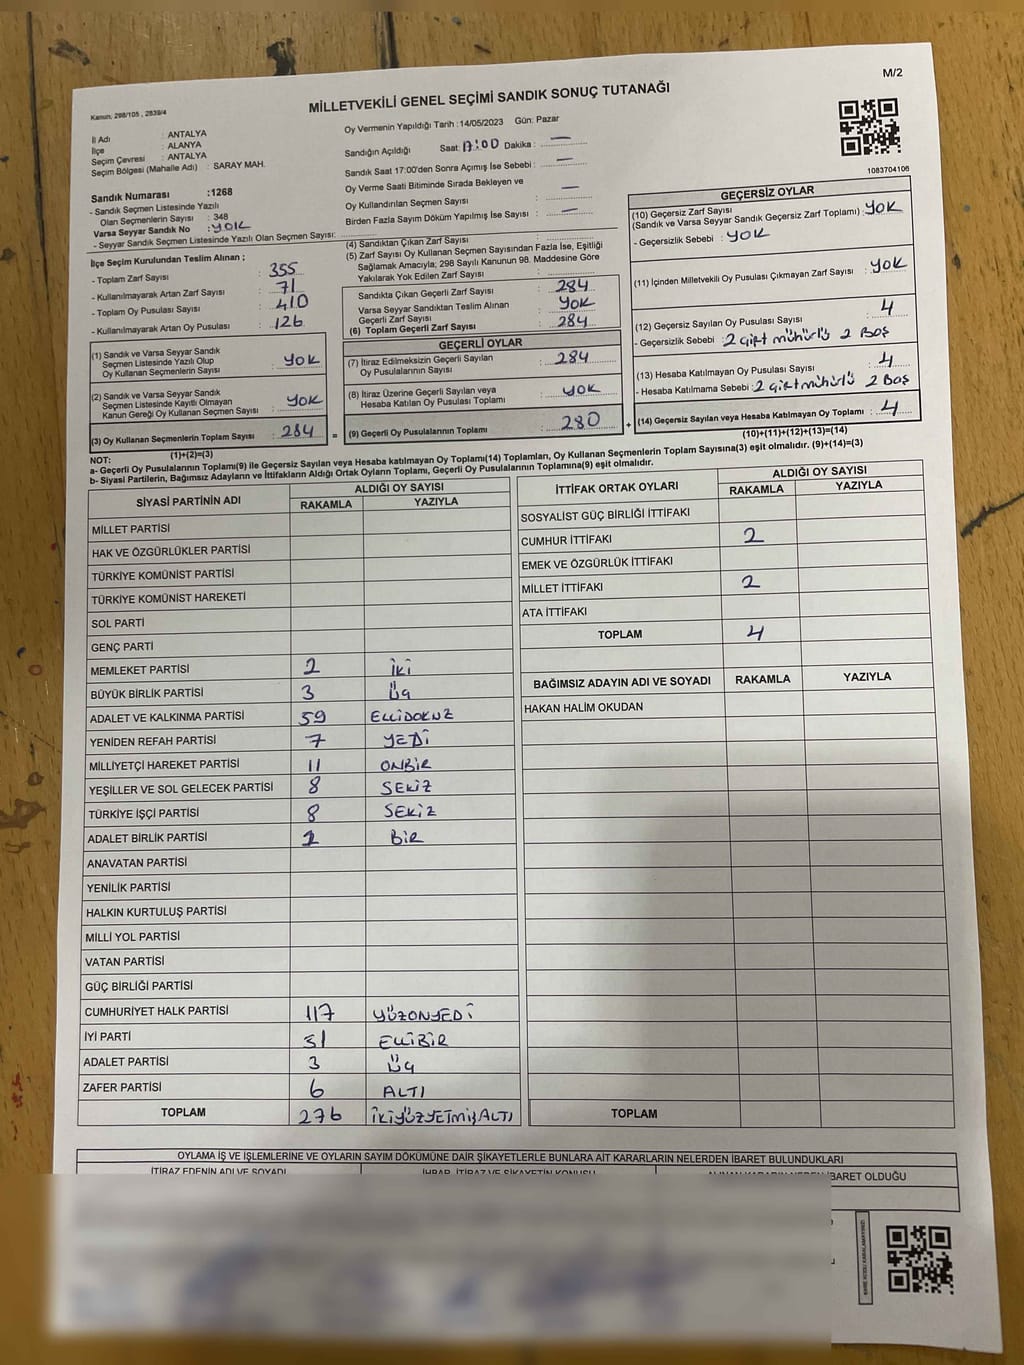 M/2
Kanun, 298/105 , 2839/4
MİLLETVEKİLİ GENEL SEÇİMİ SANDIK SONUÇ TUTANAĞI
İl Adı : ANTALYA
İlçe : ALANYA
Seçim Çevresi : ANTALYA
Seçim Bölgesi (Mahalle Adı) : SARAY MAH.
Sandık Numarası :1268
- Sandık Seçmen Listesinde Yazılı
Olan Seçmenlerin Sayısı : 348
Varsa Seyyar Sandık No : YOK
- Seyyar Sandık Seçmen Listesinde Yazılı Olan Seçmen Sayısı:
İlçe Seçim Kurulundan Teslim Alınan ;
- Toplam Zarf Sayısı : 355
- Kullanılmayarak Artan Zarf Sayısı : 71
- Toplam Oy Pusulası Sayısı : 410
- Kullanılmayarak Artan Oy Pusulası : 126
(1) Sandık ve Varsa Seyyar Sandık
Seçmen Listesinde Yazılı Olup
Oy Kullanan Seçmenlerin Sayısı : YOK
(2) Sandık ve Varsa Seyyar Sandık
Seçmen Listesinde Kayıtlı Olmayan
Kanun Gereği Oy Kullanan Seçmen Sayısı : YOK
(3) Oy Kullanan Seçmenlerin Toplam Sayısı : 284 =
(1)+(2)=(3)
Oy Vermenin Yapıldığı Tarih :14/05/2023 Gün: Pazar
Sandığın Açıldığı Saat: 17:00 Dakika : —
Sandık Saat 17:00'den Sonra Açımış İse Sebebi : —
Oy Verme Saati Bitiminde Sırada Bekleyen ve
Oy Kullandırılan Seçmen Sayısı : —
Birden Fazla Sayım Döküm Yapılmış İse Sayısı : —
(4) Sandıktan Çıkan Zarf Sayısı :
(5) Zarf Sayısı Oy Kullanan Seçmen Sayısından Fazla İse, Eşitliği
Sağlamak Amacıyla, 298 Sayılı Kanunun 98. Maddesine Göre
Yakılarak Yok Edilen Zarf Sayısı :
Sandıkta Çıkan Geçerli Zarf Sayısı : 284
Varsa Seyyar Sandıktan Teslim Alınan
Geçerli Zarf Sayısı : YOK
(6) Toplam Geçerli Zarf Sayısı : 284
GEÇERLİ OYLAR
(7) İtiraz Edilmeksizin Geçerli Sayılan
Oy Pusulalarının Sayısı : 284
(8) İtiraz Üzerine Geçerli Sayılan veya
Hesaba Katılan Oy Pusulası Toplamı : YOK
(9) Geçerli Oy Pusulalarının Toplamı : 280 +
1083704106
GEÇERSİZ OYLAR
(10) Geçersiz Zarf Sayısı
(Sandık ve Varsa Seyyar Sandık Geçersiz Zarf Toplamı) : YOK
- Geçersizlik Sebebi : YOK
(11) İçinden Milletvekili Oy Pusulası Çıkmayan Zarf Sayısı : YOK
(12) Geçersiz Sayılan Oy Pusulası Sayısı : 4
- Geçersizlik Sebebi : 2 çift mühürlü 2 Boş
(13) Hesaba Katılmayan Oy Pusulası Sayısı : 4
- Hesaba Katılmama Sebebi : 2 çift mühürlü 2 Boş
(14) Geçersiz Sayılan veya Hesaba Katılmayan Oy Toplamı : 4
(10)+(11)+(12)+(13)=(14)
NOT:
a- Geçerli Oy Pusulalarının Toplamı(9) ile Geçersiz Sayılan veya Hesaba Katılmayan Oy Toplamı(14) Toplamları, Oy Kullanan Seçmenlerin Toplam Sayısına(3) eşit olmalıdır. (9)+(14)=(3)
b- Siyasi Partilerin, Bağımsız Adayların ve İttifakların Aldığı Ortak Oyların Toplamı, Geçerli Oy Pusulalarının Toplamına(9) eşit olmalıdır.
SİYASİ PARTİNİN ADI ALDIĞI OY SAYISI
RAKAMLA YAZIYLA
MİLLET PARTİSİ
HAK VE ÖZGÜRLÜKLER PARTİSİ
TÜRKİYE KOMÜNİST PARTİSİ
TÜRKİYE KOMÜNİST HAREKETİ
SOL PARTİ
GENÇ PARTİ
MEMLEKET PARTİSİ 2 İKİ
BÜYÜK BİRLİK PARTİSİ 3 Üç
ADALET VE KALKINMA PARTİSİ 59 ELLİDOKUZ
YENİDEN REFAH PARTİSİ 7 YEDİ
MİLLİYETÇİ HAREKET PARTİSİ 11 ONBİR
YEŞİLLER VE SOL GELECEK PARTİSİ 8 SEKİZ
TÜRKİYE İŞÇİ PARTİSİ 8 SEKİZ
ADALET BİRLİK PARTİSİ 1 BİR
ANAVATAN PARTİSİ
YENİLİK PARTİSİ
HALKIN KURTULUŞ PARTİSİ
MİLLİ YOL PARTİSİ
VATAN PARTİSİ
GÜÇ BİRLİĞİ PARTİSİ
CUMHURİYET HALK PARTİSİ 117 YÜZONYEDİ
İYİ PARTİ 51 ELLİBİR
ADALET PARTİSİ 3 Üç
ZAFER PARTİSİ 6 ALTI
TOPLAM 276 İKİYÜZYETMİŞALTI
İTTİFAK ORTAK OYLARI ALDIĞI OY SAYISI
RAKAMLA YAZIYLA
SOSYALİST GÜÇ BİRLİĞİ İTTİFAKI
CUMHUR İTTİFAKI 2
EMEK VE ÖZGÜRLÜK İTTİFAKI
MİLLET İTTİFAKI 2
ATA İTTİFAKI
TOPLAM 4
BAĞIMSIZ ADAYIN ADI VE SOYADI RAKAMLA YAZIYLA
HAKAN HALİM OKUDAN
TOPLAM
OYLAMA İŞ VE İŞLEMLERİNE VE OYLARIN SAYIM DÖKÜMÜNE DAİR ŞİKAYETLERLE BUNLARA AİT KARARLARIN NELERDEN İBARET BULUNDUKLARI
İTİRAZ EDENİN ADI VE SOYADI İHBAR, İTİRAZ VE ŞİKAYETİN KONUSU ALINAN KARARIN NEDEN İBARET OLDUĞU